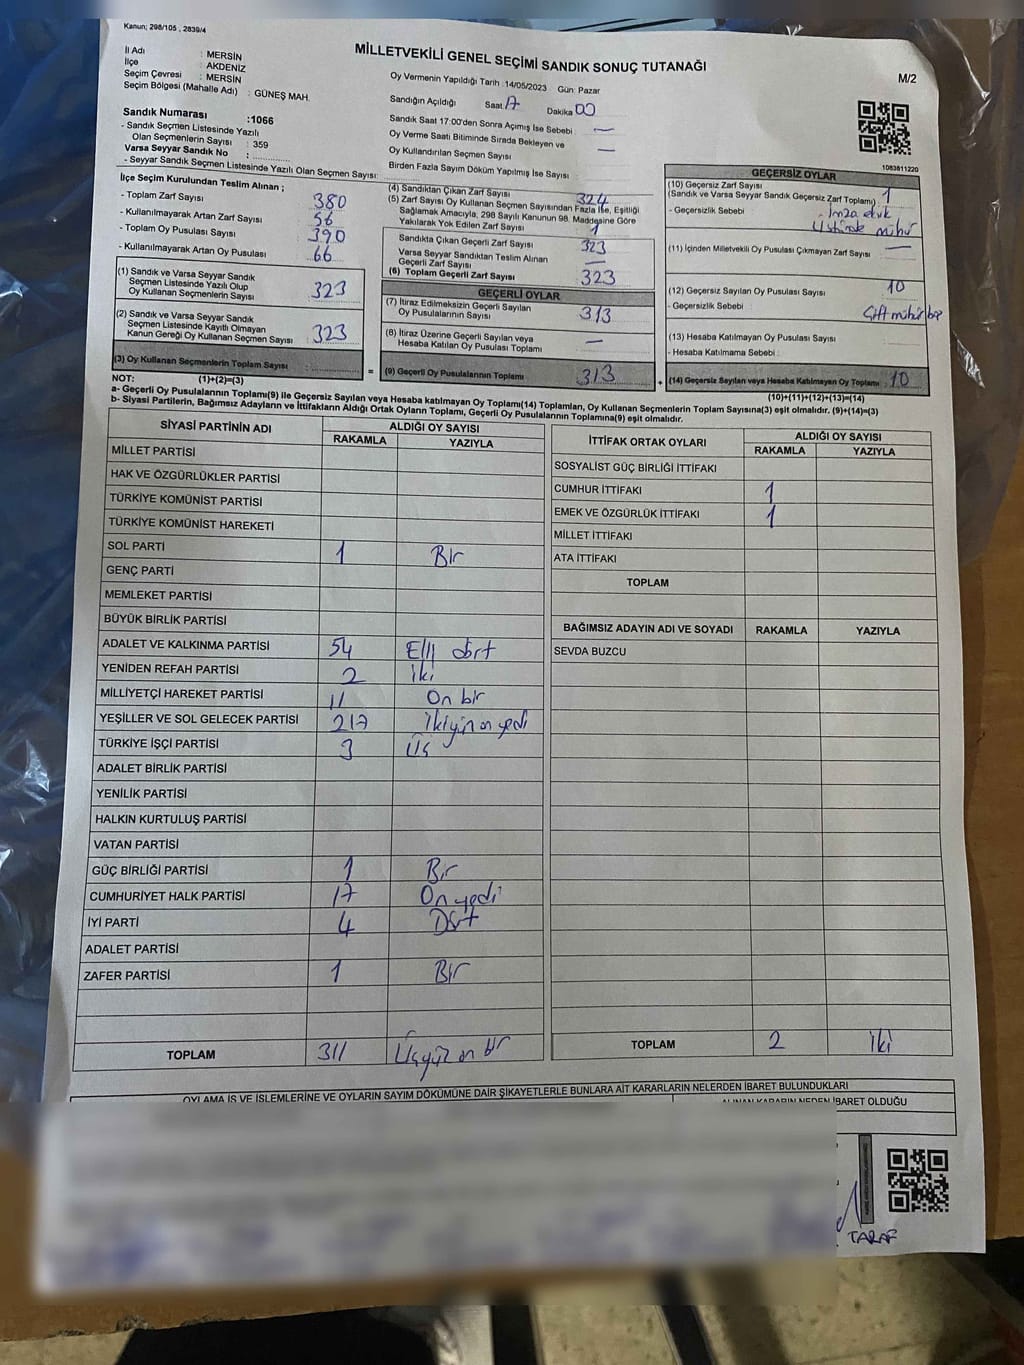 Kanun; 298/105 , 2839/4
MİLLETVEKİLİ GENEL SEÇİMİ SANDIK SONUÇ TUTANAĞI
M/2
İl Adı : MERSİN
İlçe : AKDENİZ
Seçim Çevresi : MERSİN
Seçim Bölgesi (Mahalle Adı) : GÜNEŞ MAH.
Sandık Numarası :1066
- Sandık Seçmen Listesinde Yazılı
Olan Seçmenlerin Sayısı : 359
Varsa Seyyar Sandık No :
- Seyyar Sandık Seçmen Listesinde Yazılı Olan Seçmen Sayısı:
Oy Vermenin Yapıldığı Tarih :14/05/2023 Gün: Pazar
Sandığın Açıldığı Saat 17 Dakika 00
Sandık Saat 17:00'den Sonra Açımış İse Sebebi : —
Oy Verme Saati Bitiminde Sırada Bekleyen ve
Oy Kullandırılan Seçmen Sayısı —
Birden Fazla Sayım Döküm Yapılmış İse Sayısı :
1083811220
İlçe Seçim Kurulundan Teslim Alınan ;
- Toplam Zarf Sayısı 380
- Kullanılmayarak Artan Zarf Sayısı 56
- Toplam Oy Pusulası Sayısı 390
- Kullanılmayarak Artan Oy Pusulası 66
(1) Sandık ve Varsa Seyyar Sandık
Seçmen Listesinde Yazılı Olup
Oy Kullanan Seçmenlerin Sayısı 323
(2) Sandık ve Varsa Seyyar Sandık
Seçmen Listesinde Kayıtlı Olmayan
Kanun Gereği Oy Kullanan Seçmen Sayısı 323
(3) Oy Kullanan Seçmenlerin Toplam Sayısı
(4) Sandıktan Çıkan Zarf Sayısı 324
(5) Zarf Sayısı Oy Kullanan Seçmen Sayısından Fazla İse, Eşitliği
Sağlamak Amacıyla, 298 Sayılı Kanunun 98. Maddesine Göre
Yakılarak Yok Edilen Zarf Sayısı 1
Sandıkta Çıkan Geçerli Zarf Sayısı 323
Varsa Seyyar Sandıktan Teslim Alınan
Geçerli Zarf Sayısı —
(6) Toplam Geçerli Zarf Sayısı 323
GEÇERLİ OYLAR
(7) İtiraz Edilmeksizin Geçerli Sayılan
Oy Pusulalarının Sayısı 313
(8) İtiraz Üzerine Geçerli Sayılan veya
Hesaba Katılan Oy Pusulası Toplamı —
= (9) Geçerli Oy Pusulalarının Toplamı 313
GEÇERSİZ OYLAR
(10) Geçersiz Zarf Sayısı
(Sandık ve Varsa Seyyar Sandık Geçersiz Zarf Toplamı) 1
- Geçersizlik Sebebi : İmza
mühür
(11) İçinden Milletvekili Oy Pusulası Çıkmayan Zarf Sayısı —
(12) Geçersiz Sayılan Oy Pusulası Sayısı 10
- Geçersizlik Sebebi : Çift mühür
(13) Hesaba Katılmayan Oy Pusulası Sayısı
- Hesaba Katılmama Sebebi :
+ (14) Geçersiz Sayılan veya Hesaba Katılmayan Oy Toplamı : 10
NOT: (1)+(2)=(3) (10)+(11)+(12)+(13)=(14)
a- Geçerli Oy Pusulalarının Toplamı(9) ile Geçersiz Sayılan veya Hesaba katılmayan Oy Toplamı(14) Toplamları, Oy Kullanan Seçmenlerin Toplam Sayısına(3) eşit olmalıdır. (9)+(14)=(3)
b- Siyasi Partilerin, Bağımsız Adayların ve İttifakların Aldığı Ortak Oyların Toplamı, Geçerli Oy Pusulalarının Toplamına(9) eşit olmalıdır.
SİYASİ PARTİNİN ADI ALDIĞI OY SAYISI
RAKAMLA YAZIYLA
MİLLET PARTİSİ
HAK VE ÖZGÜRLÜKLER PARTİSİ
TÜRKİYE KOMÜNİST PARTİSİ
TÜRKİYE KOMÜNİST HAREKETİ
SOL PARTİ 1 Bir
GENÇ PARTİ
MEMLEKET PARTİSİ
BÜYÜK BİRLİK PARTİSİ
ADALET VE KALKINMA PARTİSİ 54 Elli dört
YENİDEN REFAH PARTİSİ 2 iki
MİLLİYETÇİ HAREKET PARTİSİ 11 On bir
YEŞİLLER VE SOL GELECEK PARTİSİ 217 ikiyüz on yedi
TÜRKİYE İŞÇİ PARTİSİ 3 Üç
ADALET BİRLİK PARTİSİ
YENİLİK PARTİSİ
HALKIN KURTULUŞ PARTİSİ
VATAN PARTİSİ
GÜÇ BİRLİĞİ PARTİSİ 1 Bir
CUMHURİYET HALK PARTİSİ 17 On yedi
İYİ PARTİ 4 Dört
ADALET PARTİSİ
ZAFER PARTİSİ 1 Bir
TOPLAM 311 Üçyüz on bir
İTTİFAK ORTAK OYLARI ALDIĞI OY SAYISI
RAKAMLA YAZIYLA
SOSYALİST GÜÇ BİRLİĞİ İTTİFAKI
CUMHUR İTTİFAKI 1
EMEK VE ÖZGÜRLÜK İTTİFAKI 1
MİLLET İTTİFAKI
ATA İTTİFAKI
TOPLAM
BAĞIMSIZ ADAYIN ADI VE SOYADI RAKAMLA YAZIYLA
SEVDA BUZCU
TOPLAM 2 iki
OYLAMA İŞ VE İŞLEMLERİNE VE OYLARIN SAYIM DÖKÜMÜNE DAİR ŞİKAYETLERLE BUNLARA AİT KARARLARIN NELERDEN İBARET BULUNDUKLARI
ALINAN KARARIN NEDEN İBARET OLDUĞU
TARAF